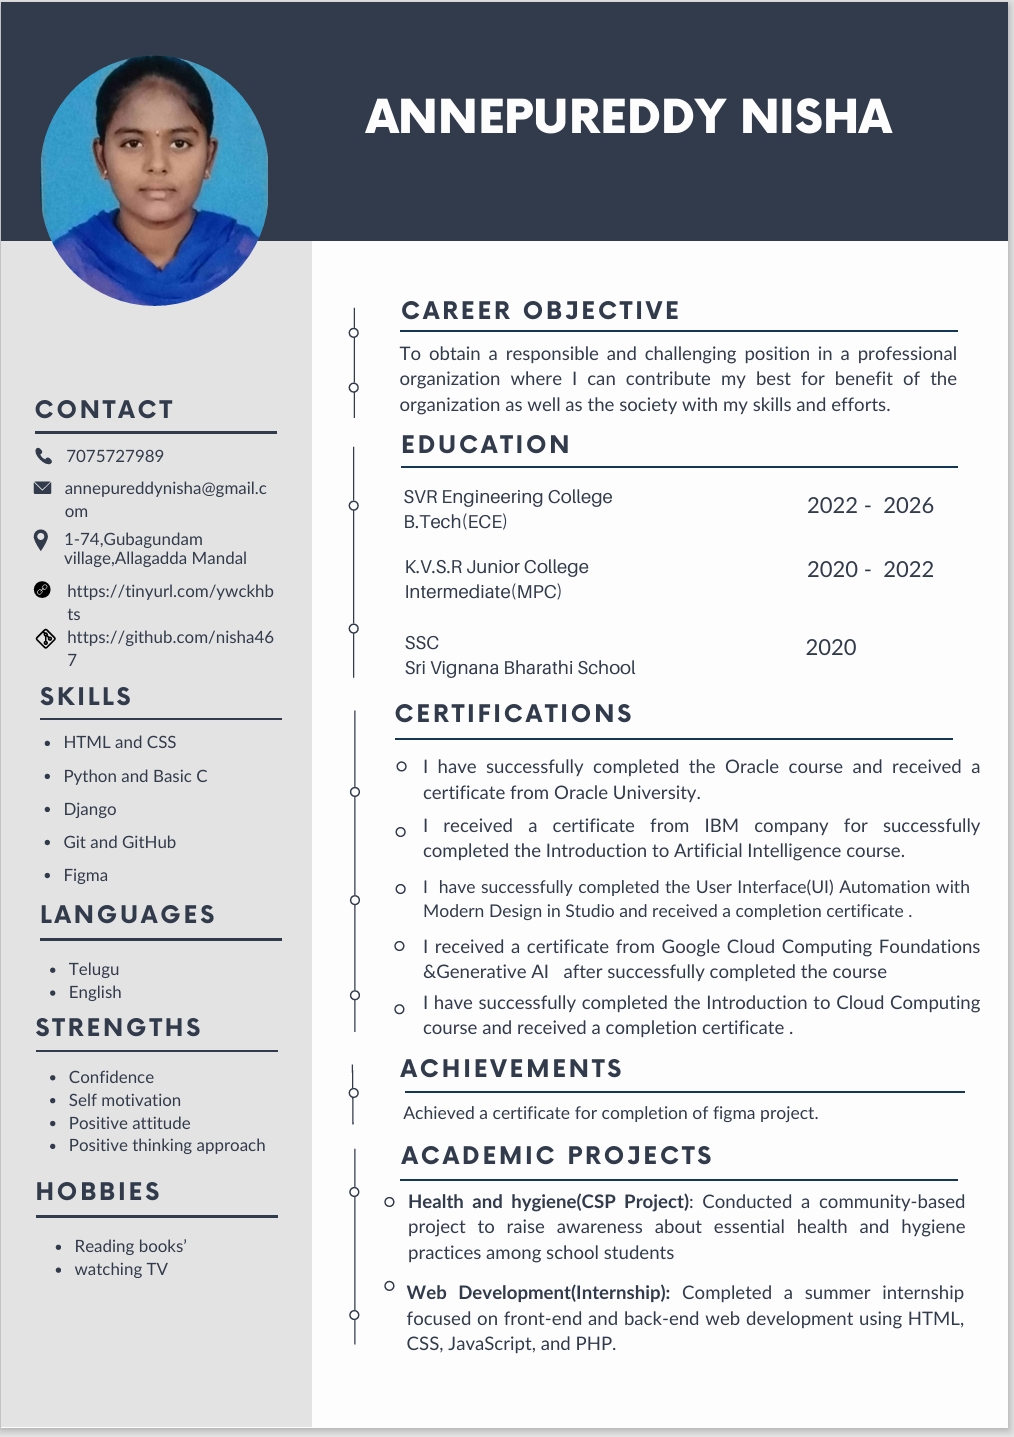 ANNEPUREDDY NISHA
CONTACT
7075727989
annepureddynisha@gmail.c
om
1-74,Gubagundam
village,Allagadda Mandal
https://tinyurl.com/ywckhb
ts
https://github.com/nisha46
7
SKILLS
• HTML and CSS
• Python and Basic C
• Django
• Git and GitHub
• Figma
LANGUAGES
• Telugu
• English
STRENGTHS
• Confidence
• Self motivation
• Positive attitude
• Positive thinking approach
HOBBIES
• Reading books’
• watching TV
CAREER OBJECTIVE
To obtain a responsible and challenging position in a professional
organization where I can contribute my best for benefit of the
organization as well as the society with my skills and efforts.
EDUCATION
SVR Engineering College 2022 - 2026
B.Tech(ECE)
K.V.S.R Junior College 2020 - 2022
Intermediate(MPC)
SSC 2020
Sri Vignana Bharathi School
CERTIFICATIONS
I have successfully completed the Oracle course and received a
certificate from Oracle University.
I received a certificate from IBM company for successfully
completed the Introduction to Artificial Intelligence course.
I have successfully completed the User Interface(UI) Automation with
Modern Design in Studio and received a completion certificate .
I received a certificate from Google Cloud Computing Foundations
&Generative AI after successfully completed the course
I have successfully completed the Introduction to Cloud Computing
course and received a completion certificate .
ACHIEVEMENTS
Achieved a certificate for completion of figma project.
ACADEMIC PROJECTS
Health and hygiene(CSP Project): Conducted a community-based
project to raise awareness about essential health and hygiene
practices among school students
Web Development(Internship): Completed a summer internship
focused on front-end and back-end web development using HTML,
CSS, JavaScript, and PHP.